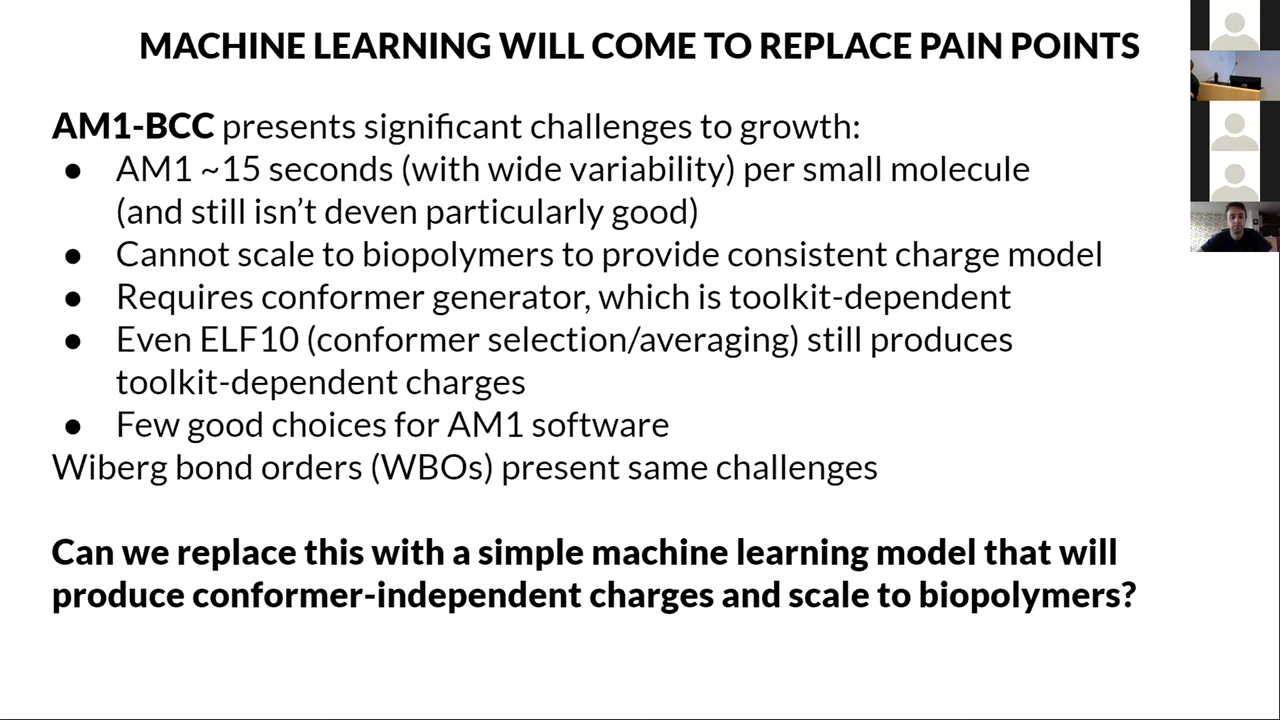 MACHINE LEARNING WILL COME TO REPLACE PAIN POINTS
AM1-BCC presents significant challenges to growth:
● AM1 ~15 seconds (with wide variability) per small molecule
(and still isn't deven particularly good)
● Cannot scale to biopolymers to provide consistent charge model
● Requires conformer generator, which is toolkit-dependent
● Even ELF10 (conformer selection/averaging) still produces
toolkit-dependent charges
● Few good choices for AM1 software
Wiberg bond orders (WBOs) present same challenges
Can we replace this with a simple machine learning model that will
produce conformer-independent charges and scale to biopolymers?